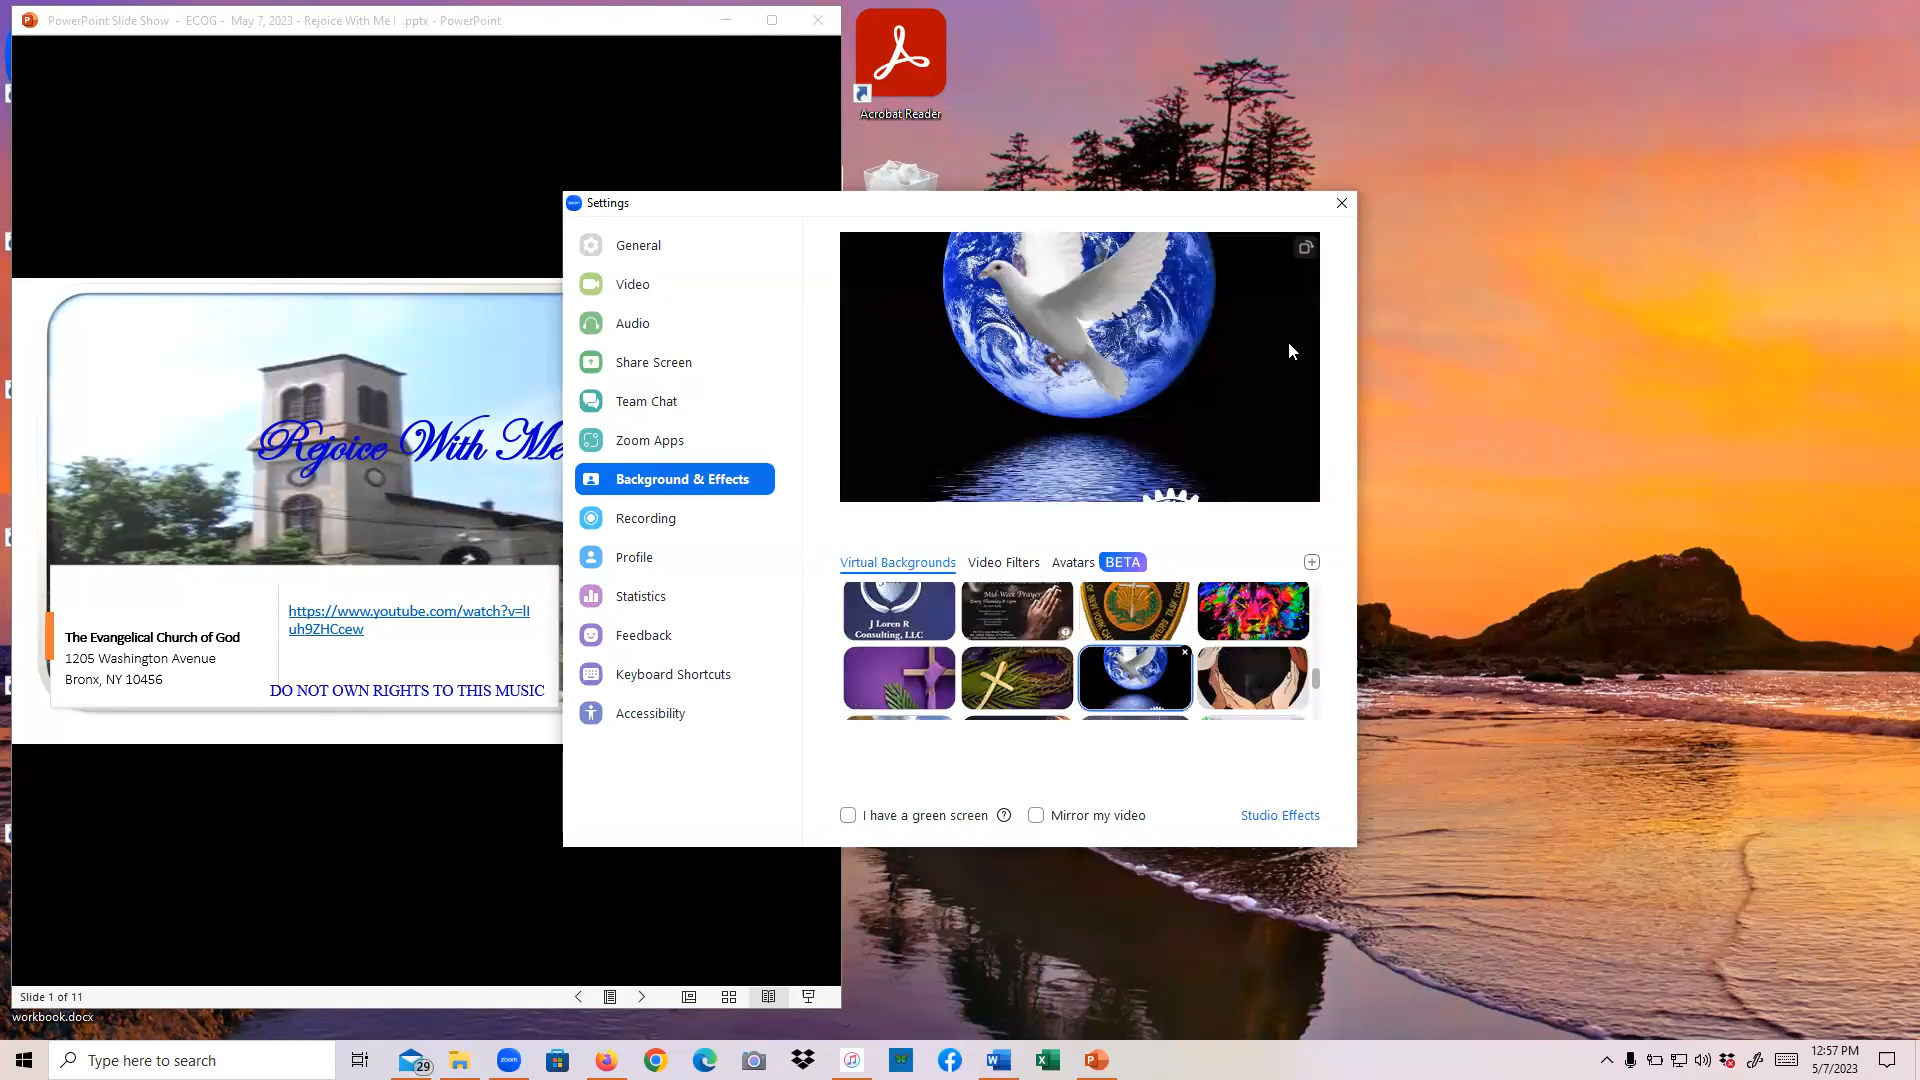 PowerPoint Slide Show - ECOG - May 7, 2023 - Rejoice With Me .pptx - PowerPoint
Acrobat Reader
Rejoice With Me
The Evangelical Church of God
1205 Washington Avenue
Bronx, NY 10456
https://www.youtube.com/watch?v=lI
uh9ZHCcew
DO NOT OWN RIGHTS TO THIS MUSIC
Slide 1 of 11
workbook.docx
Settings
General
Video
Audio
Share Screen
Team Chat
Zoom Apps
Background & Effects
Recording
Profile
Statistics
Feedback
Keyboard Shortcuts
Accessibility
Virtual Backgrounds
Video Filters
Avatars BETA
J Loren R
Consulting, LLC
Mid-Week Prayer
I have a green screen
Mirror my video
Studio Effects
Type here to search
29
zoom
12:57 PM
5/7/2023